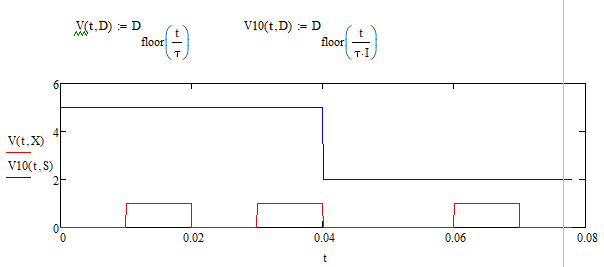 V(t,D) := D floor(t/τ) V10(t,D) := D floor(t/(τ·I))
6
V(t,X) 4
V10(t,S)
2
0
0 0.02 0.04 0.06 0.08
t